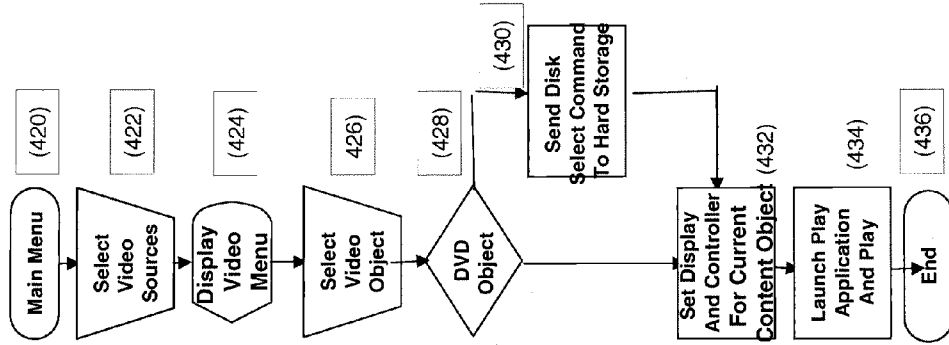 Main Menu
(420)
Select
Video
Sources
(422)
Display
Video
Menu
(424)
Select
Video
Object
426)
DVD
Object
(428)
Send Disk
Select Command
To Hard Storage
(430)
Set Display
And Controller
For Current
Content Object
(432)
Launch Play
Application
And Play
(434)
End
(436)